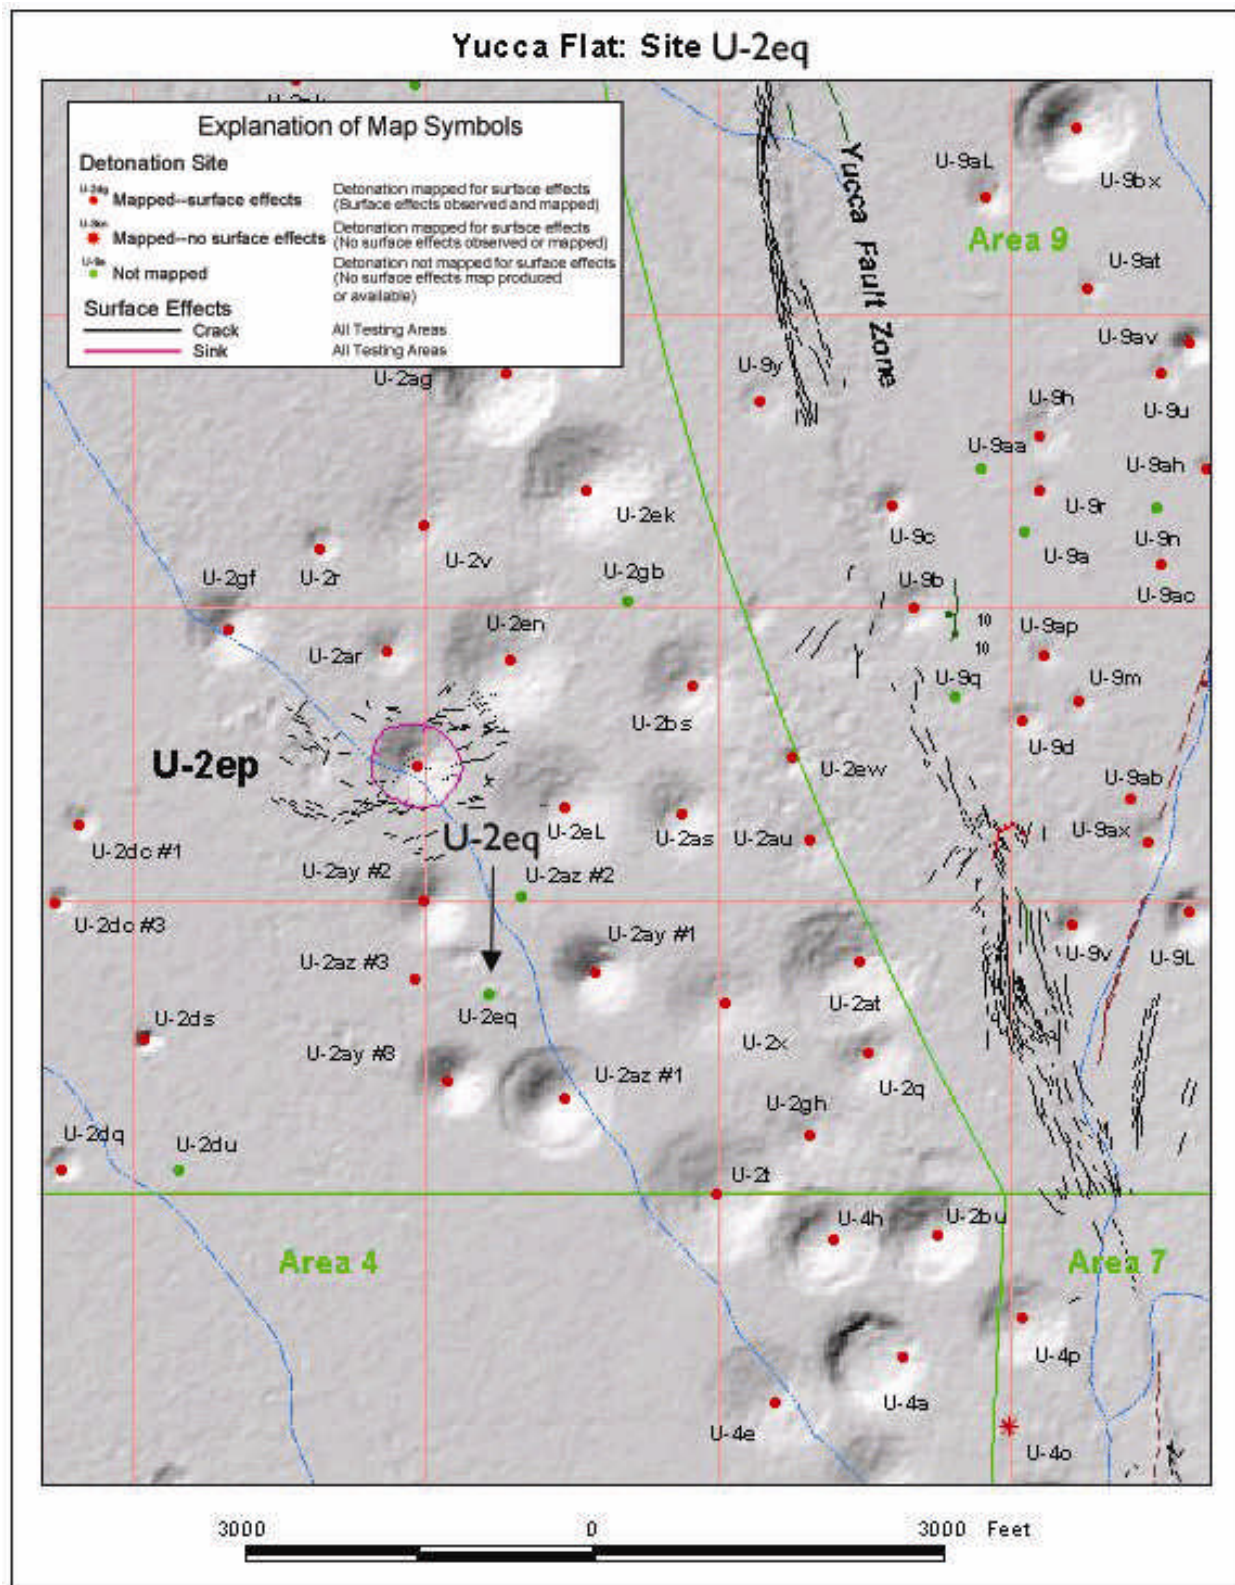 Yucca Flat: Site U-2eq
Explanation of Map Symbols
Detonation Site
Mapped--surface effects
Detonation mapped for surface effects
(Surface effects observed and mapped)
Mapped--no surface effects
Detonation mapped for surface effects
(No surface effects observed or mapped)
Not mapped
Detonation not mapped for surface effects
(No surface effects map produced
or available)
Surface Effects
Crack
All Testing Areas
Sink
All Testing Areas
Yucca Fault Zone
U-9aL
U-9bx
Area 9
U-9at
U-9av
U-2ag
U-9y
U-9h
U-9u
U-9aa
U-9ah
U-2ek
U-9r
U-9c
U-9n
U-2v
U-9a
U-2gf
U-2r
U-2gb
U-9b
U-9ac
U-2en
10
U-9ap
U-2ar
10
U-9q
U-9m
U-2bs
U-9d
U-2ep
U-2ew
U-9ab
U-2eL
U-2as
U-2au
U-9ax
U-2eq
U-2dc #1
U-2ay #2
U-2az #2
U-2dc #3
U-2ay #1
U-2az #3
U-9v
U-9L
U-2at
U-2ds
U-2eq
U-2x
U-2ay #3
U-2az #1
U-2q
U-2gh
U-2dq
U-2du
U-2t
U-4h
U-2bu
Area 4
Area 7
U-4p
U-4a
U-4e
U-4o
3000
0
3000 Feet